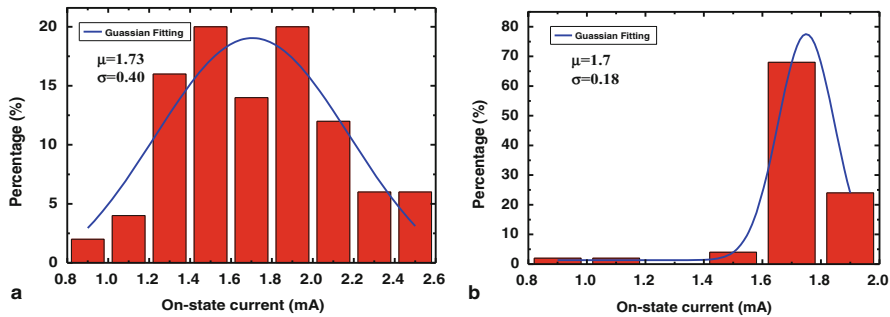 20
15
10
5
0
Percentage (%)
Guassian Fitting
μ=1.73
σ=0.40
0.8 1.0 1.2 1.4 1.6 1.8 2.0 2.2 2.4 2.6
On-state current (mA)
a
80
70
60
50
40
30
20
10
0
Percentage (%)
Guassian Fitting
μ=1.7
σ=0.18
0.8 1.0 1.2 1.4 1.6 1.8 2.0
On-state current (mA)
b